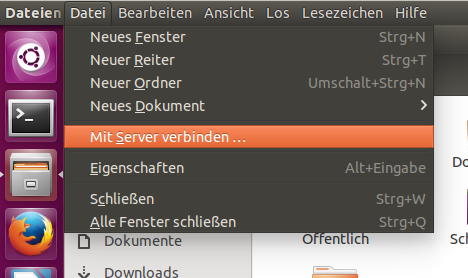 Dateien Datei Bearbeiten Ansicht Los Lesezeichen Hilfe
Neues Fenster Strg+N
Neuer Reiter Strg+T
Neuer Ordner Umschalt+Strg+N
Neues Dokument
Mit Server verbinden ...
Eigenschaften Alt+Eingabe
Schließen Strg+W
Alle Fenster schließen Strg+Q
Do
Dokumente Öffentlich Sch
Downloads